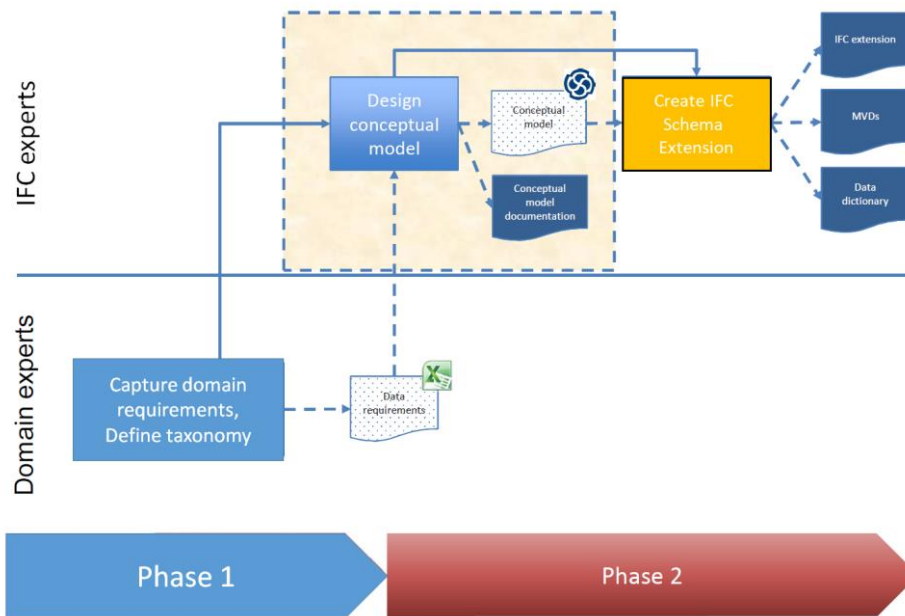 IFC experts
Design
conceptual
model
Conceptual
model
Conceptual
model
documentation
Create IFC
Schema
Extension
IFC extension
MVDs
Data
dictionary
Domain experts
Capture domain
requirements,
Define taxonomy
Data
requirements
Phase 1
Phase 2